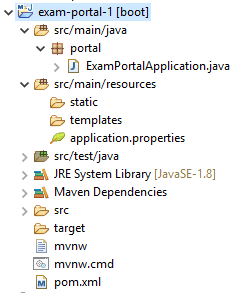 exam-portal-1 [boot]
src/main/java
portal
ExamPortalApplication.java
src/main/resources
static
templates
application.properties
src/test/java
JRE System Library [JavaSE-1.8]
Maven Dependencies
src
target
mvnw
mvnw.cmd
pom.xml